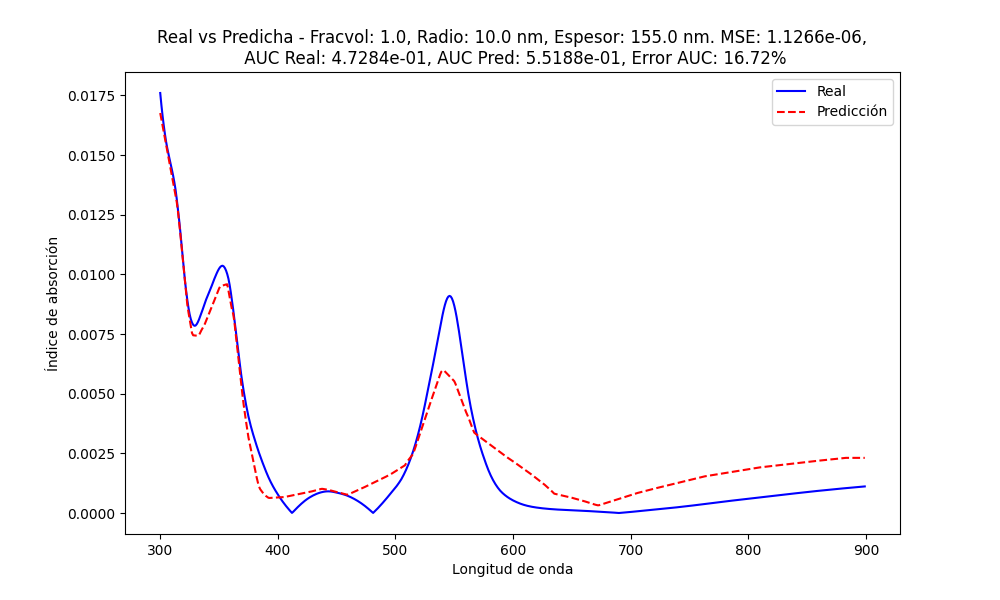 Real vs Predicha - Fracvol: 1.0, Radio: 10.0 nm, Espesor: 155.0 nm. MSE: 1.1266e-06,
AUC Real: 4.7284e-01, AUC Pred: 5.5188e-01, Error AUC: 16.72%
Real
Predicción
0.0175
0.0150
0.0125
0.0100
0.0075
0.0050
0.0025
0.0000
Índice de absorción
300 400 500 600 700 800 900
Longitud de onda